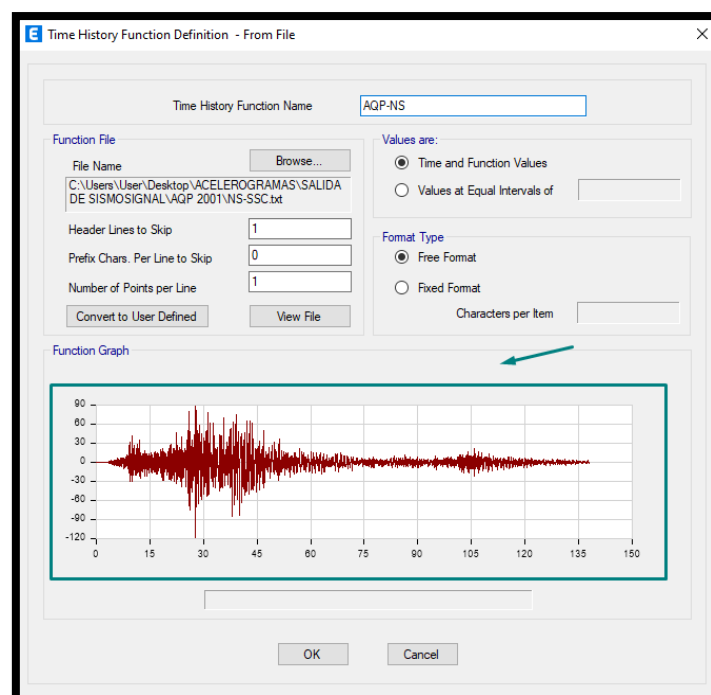 E Time History Function Definition - From File
Time History Function Name AQP-NS
Function File
File Name Browse...
C:\Users\User\Desktop\ACELEROGRAMAS\SALIDA
DE SISMOSIGNAL\AQP 2001\NS-SSC.txt
Header Lines to Skip 1
Prefix Chars. Per Line to Skip 0
Number of Points per Line 1
Convert to User Defined View File
Values are:
Time and Function Values
Values at Equal Intervals of
Format Type
Free Format
Fixed Format
Characters per Item
Function Graph
90
60
30
0
-30
-60
-90
-120
0 15 30 45 60 75 90 105 120 135 150
OK Cancel